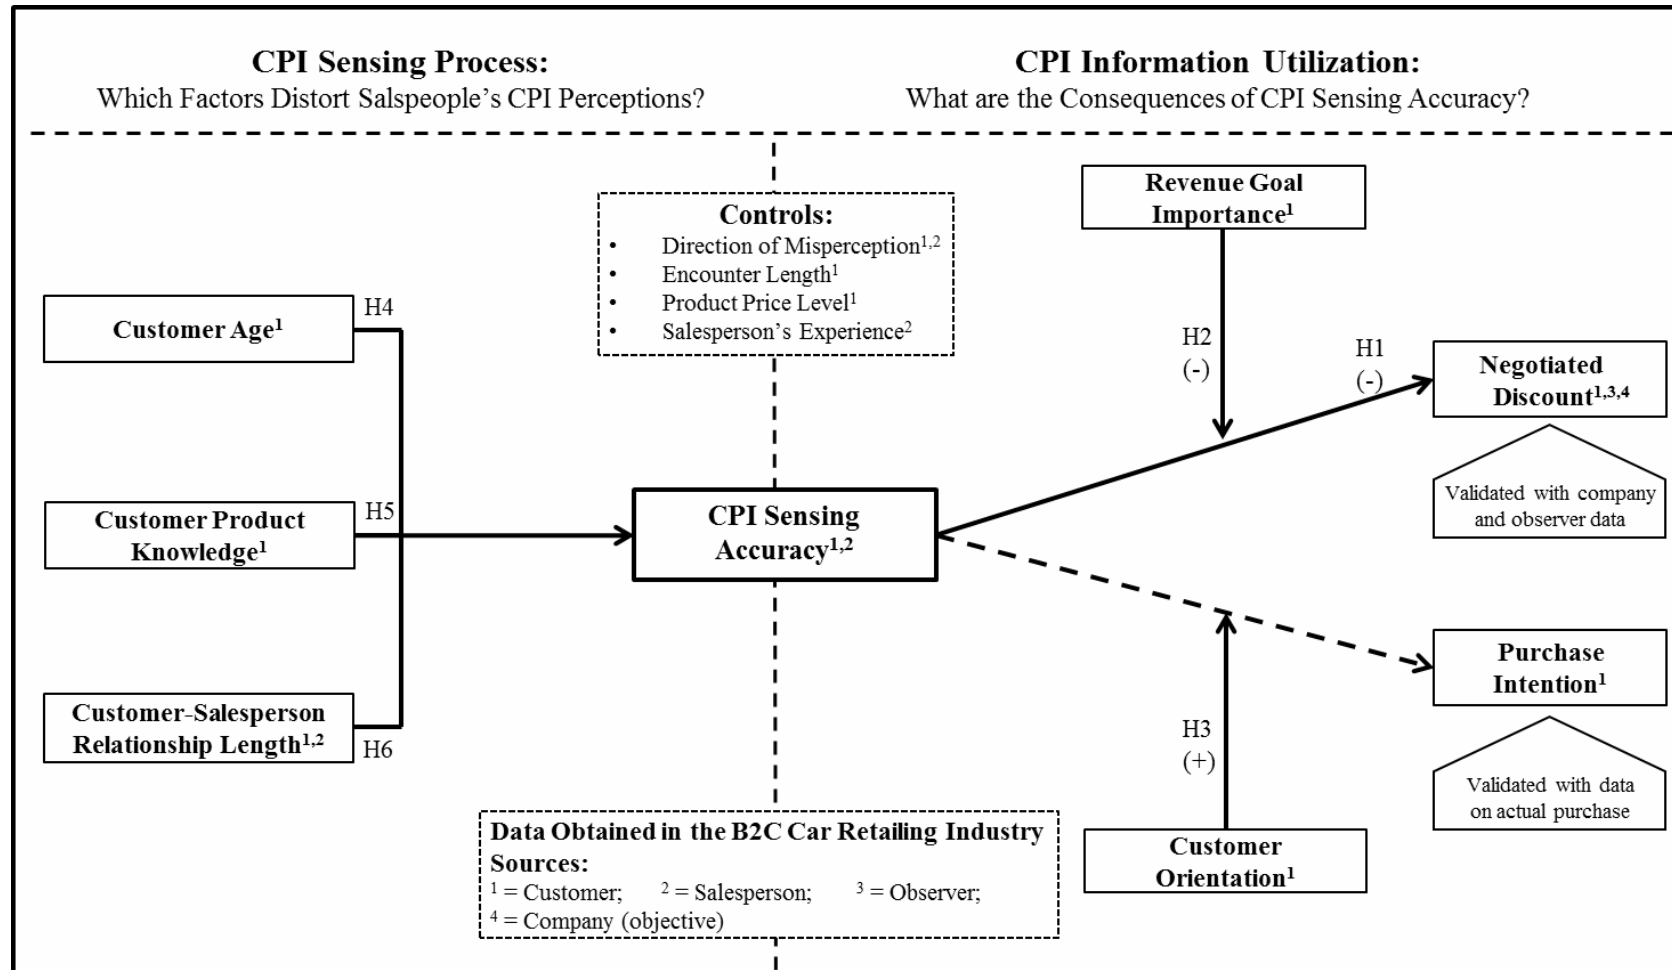 CPI Sensing Process:
Which Factors Distort Salspeople's CPI Perceptions?
CPI Information Utilization:
What are the Consequences of CPI Sensing Accuracy?
Controls:
• Direction of Misperception¹,²
• Encounter Length¹
• Product Price Level¹
• Salesperson's Experience²
Revenue Goal
Importance¹
Customer Age¹
H4
Customer Product
Knowledge¹
H5
Customer-Salesperson
Relationship Length¹,²
H6
CPI Sensing
Accuracy¹,²
H2
(-)
H1
(-)
Negotiated
Discount¹,³,⁴
Validated with company
and observer data
Purchase
Intention¹
H3
(+)
Validated with data
on actual purchase
Customer
Orientation¹
Data Obtained in the B2C Car Retailing Industry
Sources:
¹ = Customer; ² = Salesperson; ³ = Observer;
⁴ = Company (objective)